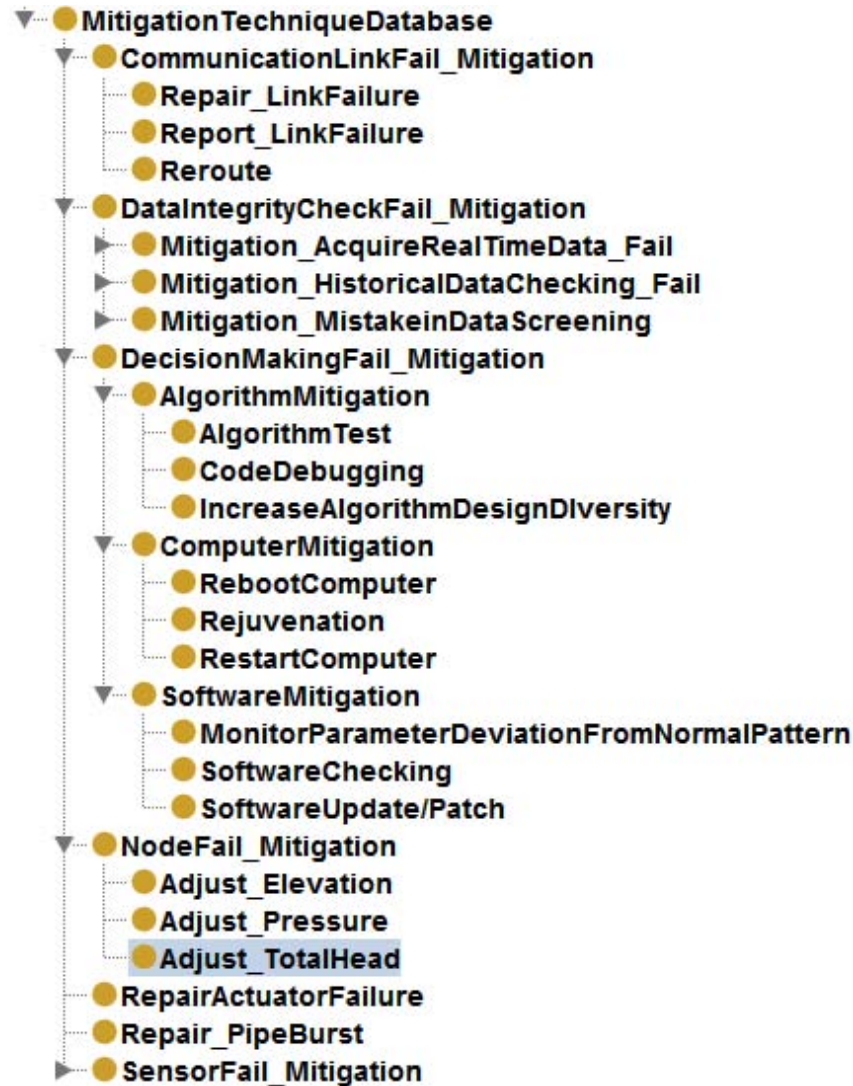 MitigationTechniqueDatabase
CommunicationLinkFail_Mitigation
Repair_LinkFailure
Report_LinkFailure
Reroute
DataIntegrityCheckFail_Mitigation
Mitigation_AcquireRealTimeData_Fail
Mitigation_HistoricalDataChecking_Fail
Mitigation_MistakeinDataScreening
DecisionMakingFail_Mitigation
AlgorithmMitigation
AlgorithmTest
CodeDebugging
IncreaseAlgorithmDesignDIversity
ComputerMitigation
RebootComputer
Rejuvenation
RestartComputer
SoftwareMitigation
MonitorParameterDeviationFromNormalPattern
SoftwareChecking
SoftwareUpdate/Patch
NodeFail_Mitigation
Adjust_Elevation
Adjust_Pressure
Adjust_TotalHead
RepairActuatorFailure
Repair_PipeBurst
SensorFail_Mitigation